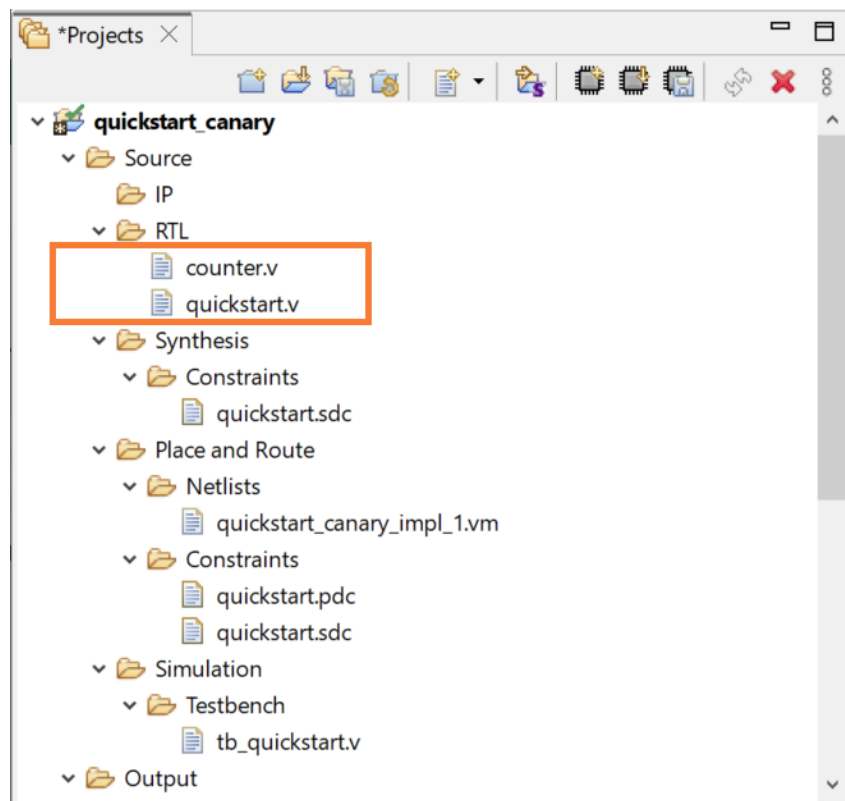 *Projects
quickstart_canary
Source
IP
RTL
counter.v
quickstart.v
Synthesis
Constraints
quickstart.sdc
Place and Route
Netlists
quickstart_canary_impl_1.vm
Constraints
quickstart.pdc
quickstart.sdc
Simulation
Testbench
tb_quickstart.v
Output